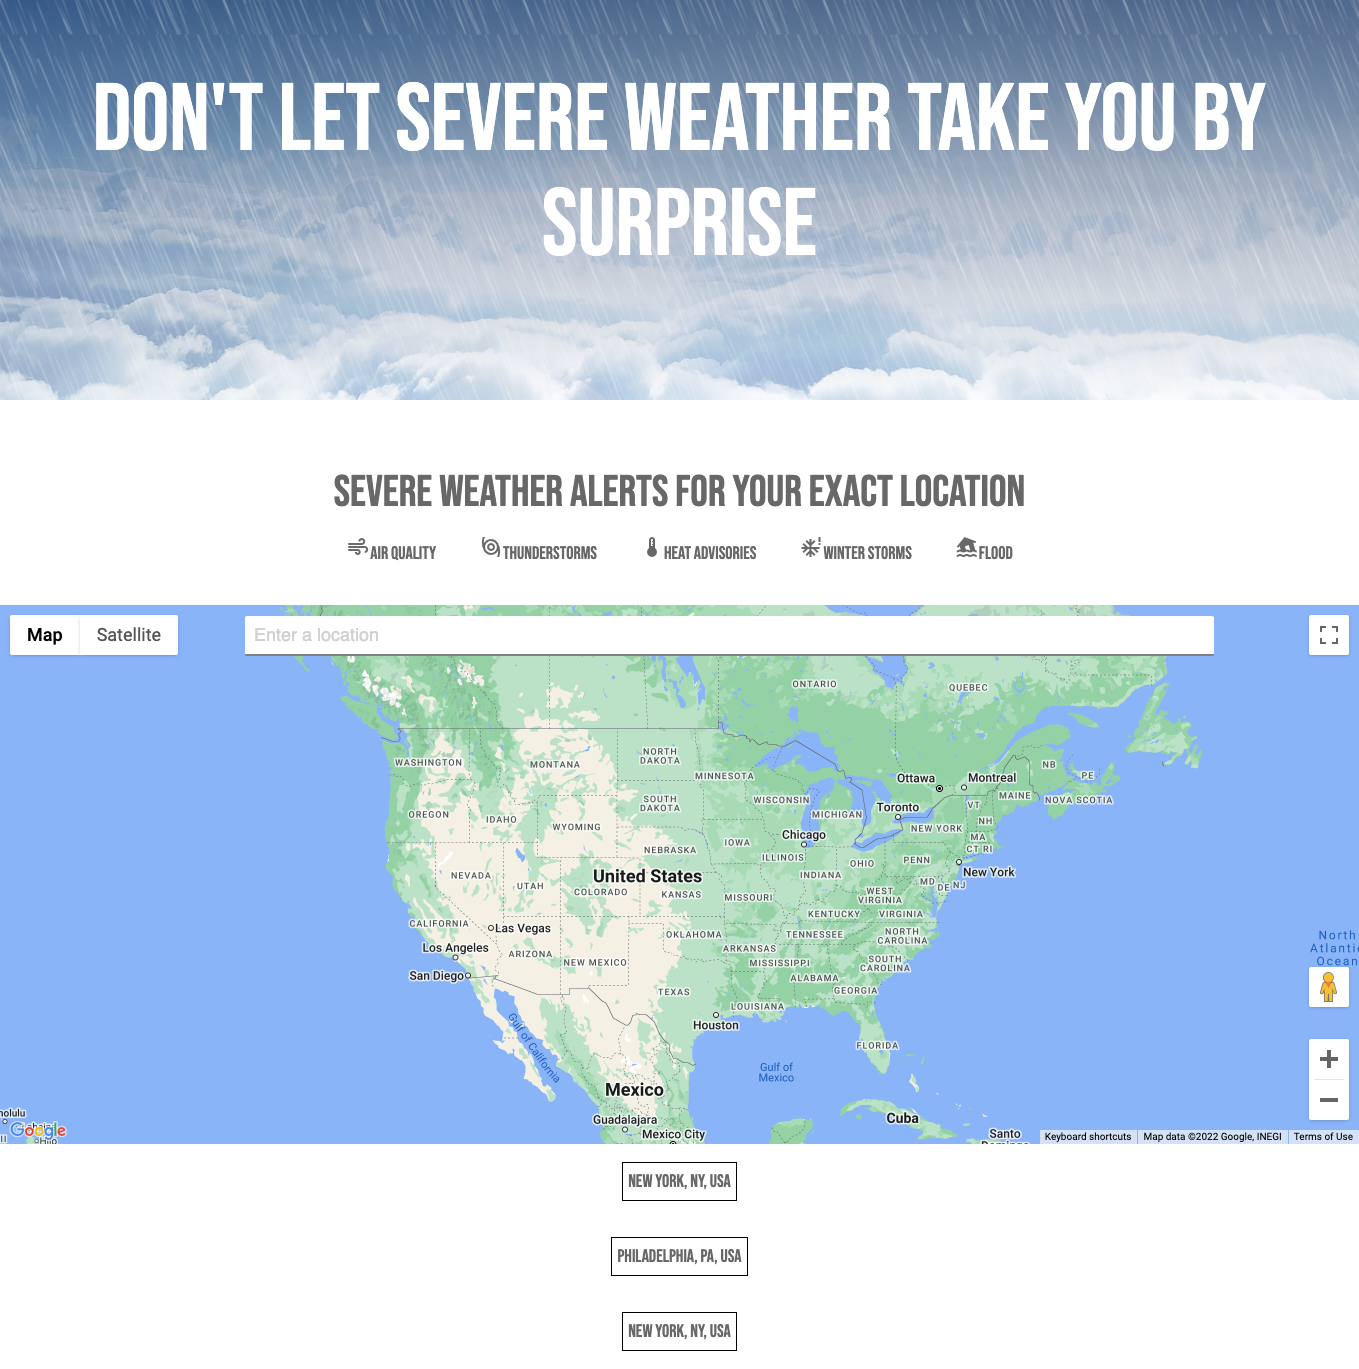 DON'T LET SEVERE WEATHER TAKE YOU BY
SURPRISE
SEVERE WEATHER ALERTS FOR YOUR EXACT LOCATION
AIR QUALITY
THUNDERSTORMS
HEAT ADVISORIES
WINTER STORMS
FLOOD
Map
Satellite
Enter a location
ONTARIO
QUEBEC
WASHINGTON
MONTANA
NORTH
DAKOTA
MINNESOTA
Ottawa
Montreal
NB
PE
MAINE
NOVA SCOTIA
OREGON
IDAHO
WYOMING
SOUTH
DAKOTA
WISCONSIN
MICHIGAN
Toronto
VT
NH
NEW YORK
MA
CT RI
Chicago
IOWA
NEBRASKA
ILLINOIS
INDIANA
OHIO
PENN
New York
NEVADA
UTAH
United States
COLORADO
KANSAS
MISSOURI
WEST
VIRGINIA
MD
DE
NJ
KENTUCKY
VIRGINIA
CALIFORNIA
Las Vegas
OKLAHOMA
TENNESSEE
NORTH
CAROLINA
Los Angeles
ARIZONA
NEW MEXICO
ARKANSAS
MISSISSIPPI
SOUTH
CAROLINA
San Diego
TEXAS
ALABAMA
GEORGIA
LOUISIANA
Houston
FLORIDA
North
Atlantic
Ocean
Gulf of California
Gulf of
Mexico
Mexico
Guadalajara
Mexico City
Cuba
Santo
nolulu
Google
Keyboard shortcuts
Map data ©2022 Google, INEGI
Terms of Use
NEW YORK, NY, USA
PHILADELPHIA, PA, USA
NEW YORK, NY, USA